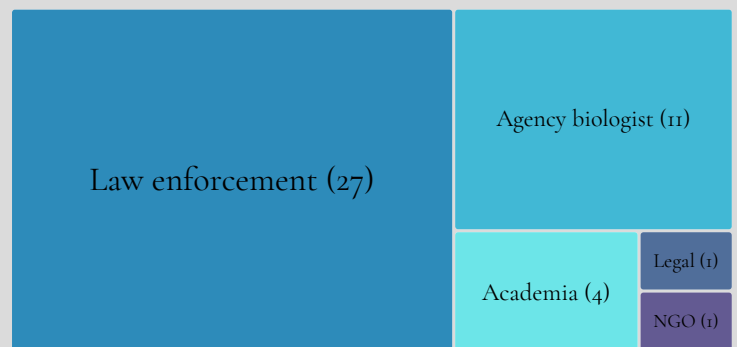 Law enforcement (27)
Agency biologist (11)
Academia (4)
Legal (1)
NGO (1)